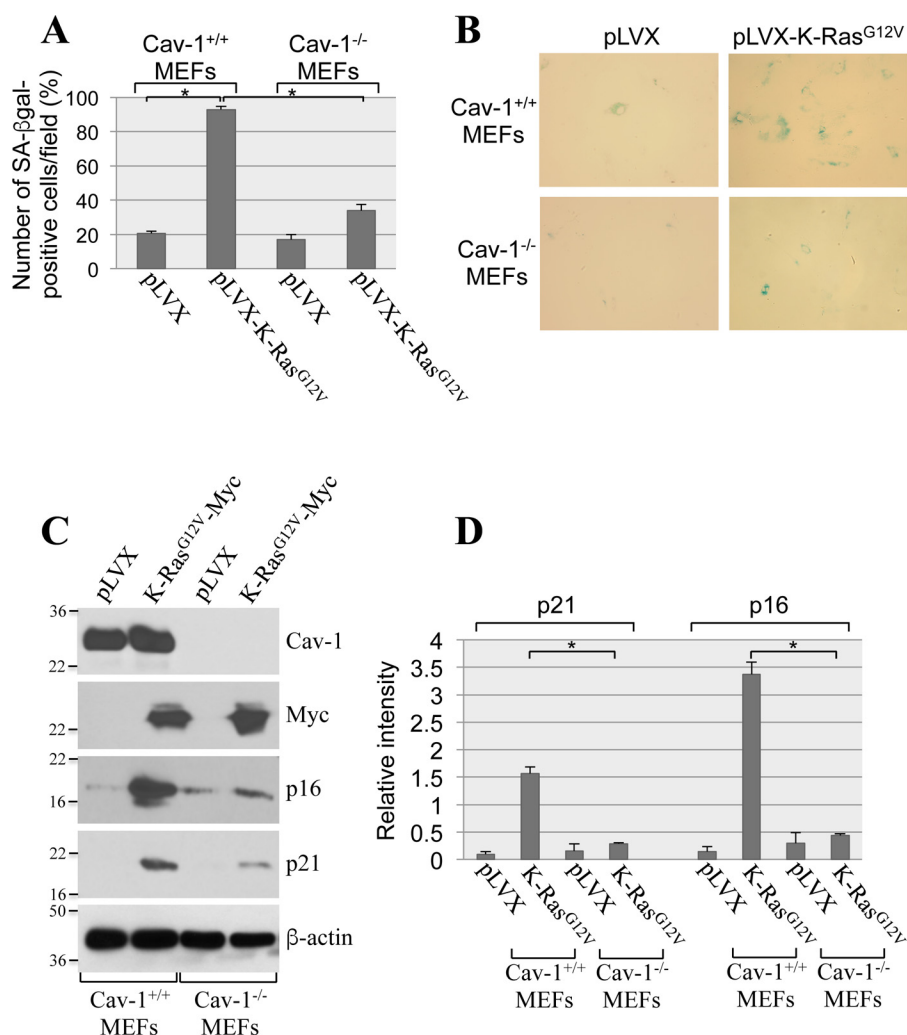 A
Cav-1+/+ MEFs
Cav-1-/- MEFs
* *
Number of SA-βgal-
positive cells/field (%)
100
80
60
40
20
0
pLVX
pLVX-K-RasG12V
pLVX
pLVX-K-RasG12V
B
pLVX pLVX-K-RasG12V
Cav-1+/+
MEFs
Cav-1-/-
MEFs
C
pLVX
K-RasG12V-Myc
pLVX
K-RasG12V-Myc
36
22
Cav-1
22
Myc
16
p16
22
16
p21
50
36
β-actin
Cav-1+/+
MEFs
Cav-1-/-
MEFs
D
p21 p16
* *
Relative intensity
4
3.5
3
2.5
2
1.5
1
0.5
0
pLVX
K-RasG12V
pLVX
K-RasG12V
pLVX
K-RasG12V
pLVX
K-RasG12V
Cav-1+/+
MEFs
Cav-1-/-
MEFs
Cav-1+/+
MEFs
Cav-1-/-
MEFs